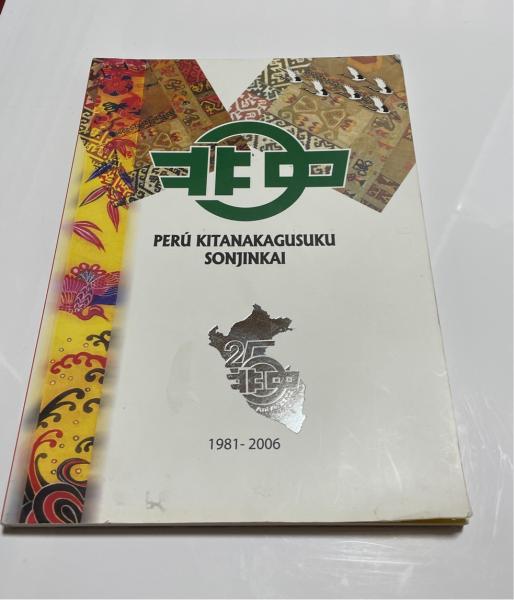 PERÚ KITANAKAGUSUKU
SONJINKAI
25
1981- 2006